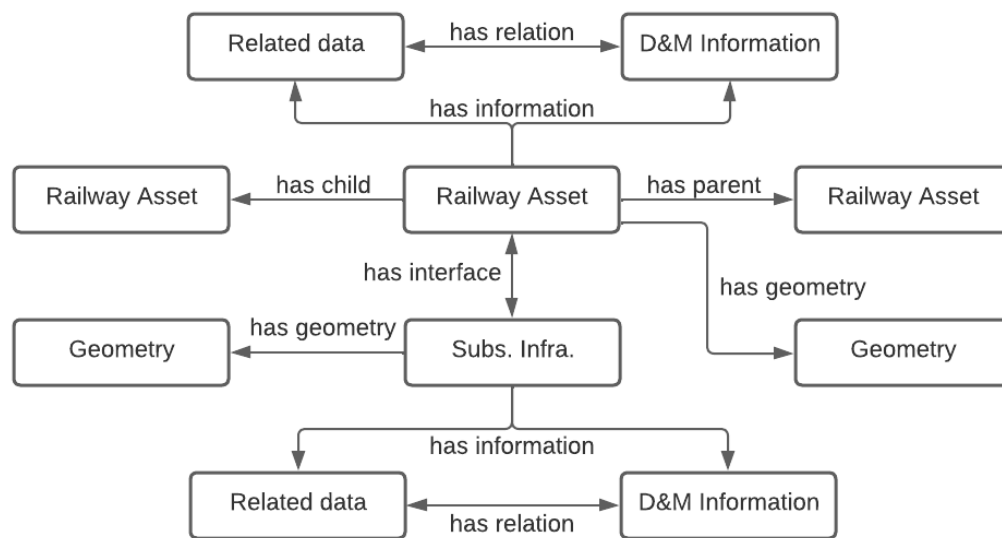 Related data
has relation
D&M Information
has information
Railway Asset
has child
Railway Asset
has parent
Railway Asset
has interface
has geometry
Geometry
has geometry
Subs. Infra.
Geometry
has information
Related data
has relation
D&M Information